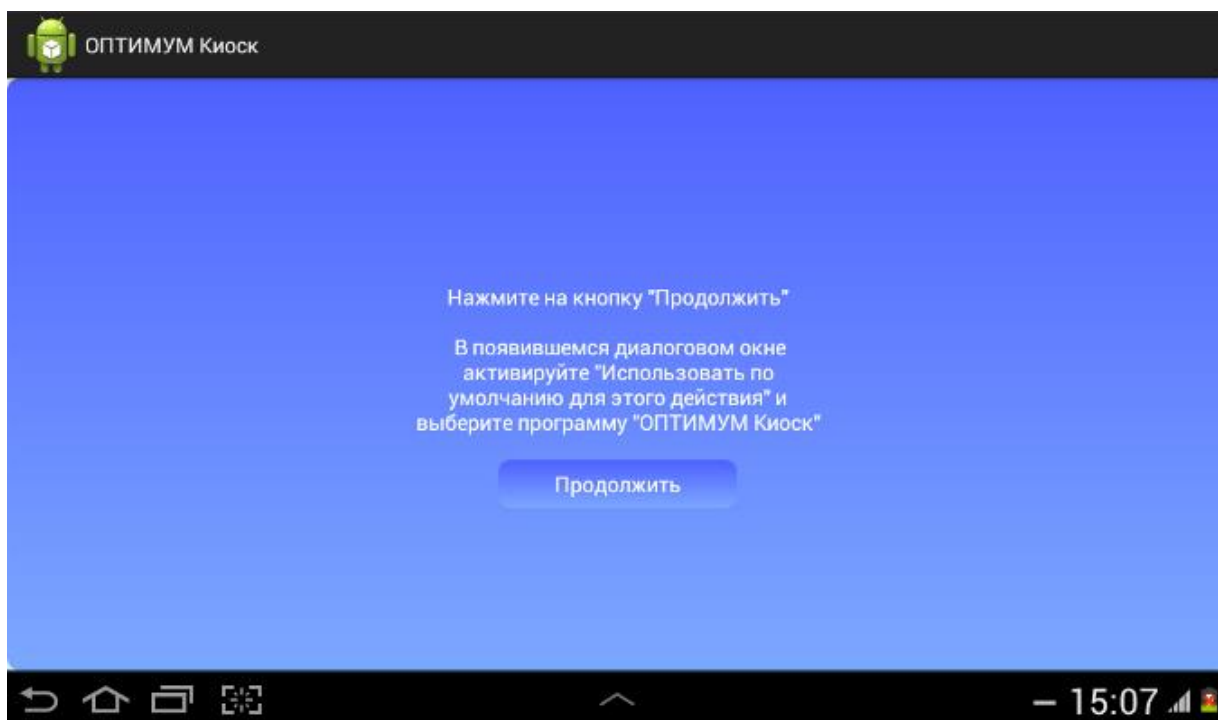 ОПТИМУМ Киоск
Нажмите на кнопку "Продолжить"
В появившемся диалоговом окне
активируйте "Использовать по
умолчанию для этого действия" и
выберите программу "ОПТИМУМ Киоск"
Продолжить
15:07